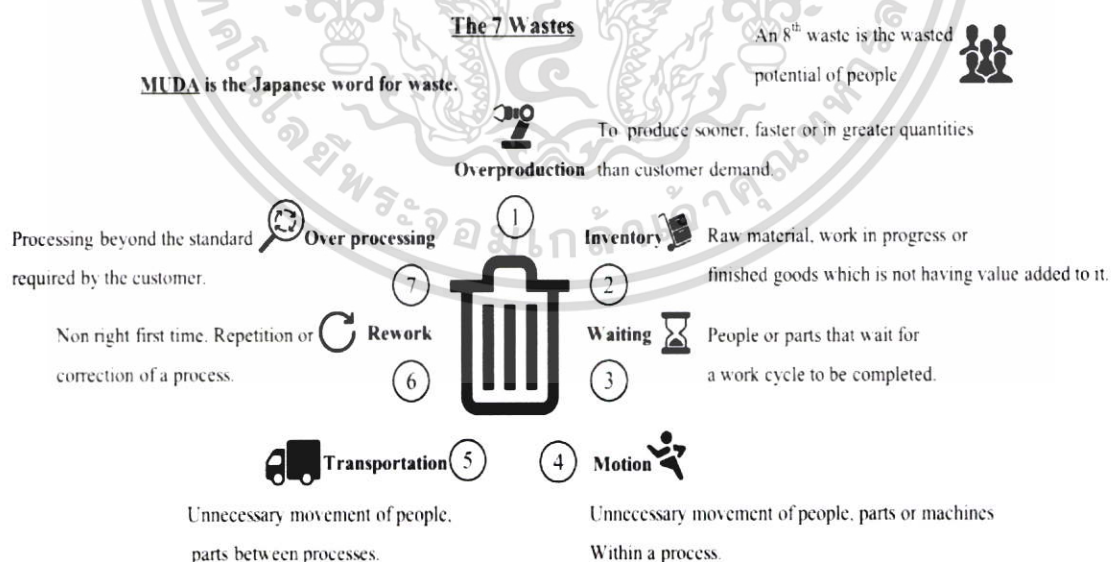 The 7 Wastes
An 8th waste is the wasted
potential of people
MUDA is the Japanese word for waste.
To produce sooner, faster or in greater quantities
Overproduction than customer demand.
1
Processing beyond the standard
required by the customer.
Over processing
7
Inventory
Raw material, work in progress or
finished goods which is not having value added to it.
2
Non right first time. Repetition or
correction of a process.
Rework
6
Waiting
People or parts that wait for
a work cycle to be completed.
3
Transportation 5
Unnecessary movement of people,
parts between processes.
4 Motion
Unnecessary movement of people, parts or machines
Within a process.